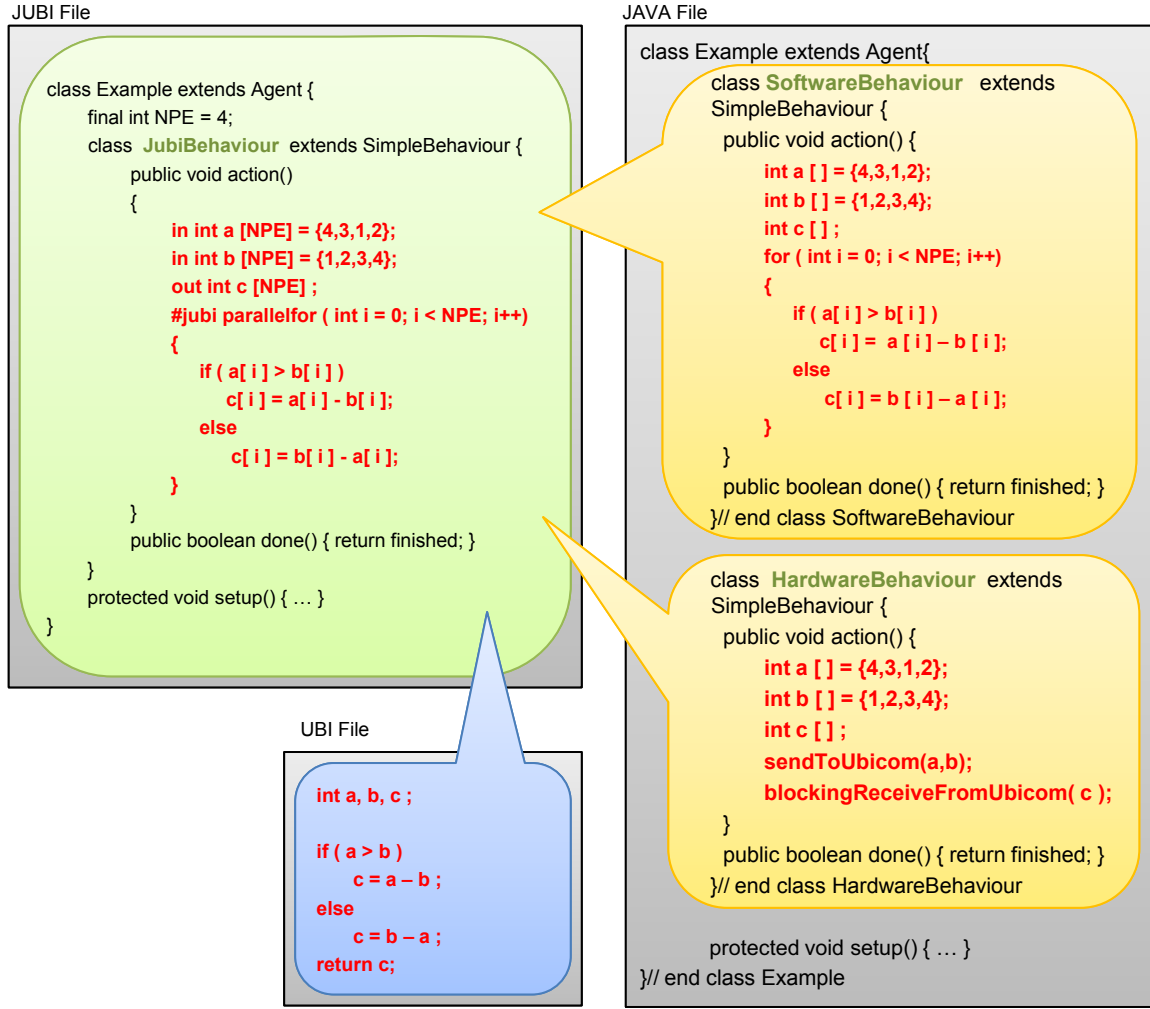 JUBI File
class Example extends Agent {
final int NPE = 4;
class JubiBehaviour extends SimpleBehaviour {
public void action()
{
in int a [NPE] = {4,3,1,2};
in int b [NPE] = {1,2,3,4};
out int c [NPE] ;
#jubi parallelfor ( int i = 0; i < NPE; i++)
{
if ( a[ i ] > b[ i ] )
c[ i ] = a[ i ] - b[ i ];
else
c[ i ] = b[ i ] - a[ i ];
}
}
public boolean done() { return finished; }
}
protected void setup() { … }
}
UBI File
int a, b, c ;
if ( a > b )
c = a – b ;
else
c = b – a ;
return c;
JAVA File
class Example extends Agent{
class SoftwareBehaviour extends
SimpleBehaviour {
public void action() {
int a [ ] = {4,3,1,2};
int b [ ] = {1,2,3,4};
int c [ ] ;
for ( int i = 0; i < NPE; i++)
{
if ( a[ i ] > b[ i ] )
c[ i ] = a [ i ] – b [ i ];
else
c[ i ] = b [ i ] – a [ i ];
}
}
public boolean done() { return finished; }
}// end class SoftwareBehaviour
class HardwareBehaviour extends
SimpleBehaviour {
public void action() {
int a [ ] = {4,3,1,2};
int b [ ] = {1,2,3,4};
int c [ ] ;
sendToUbicom(a,b);
blockingReceiveFromUbicom( c );
}
public boolean done() { return finished; }
}// end class HardwareBehaviour
protected void setup() { … }
}// end class Example